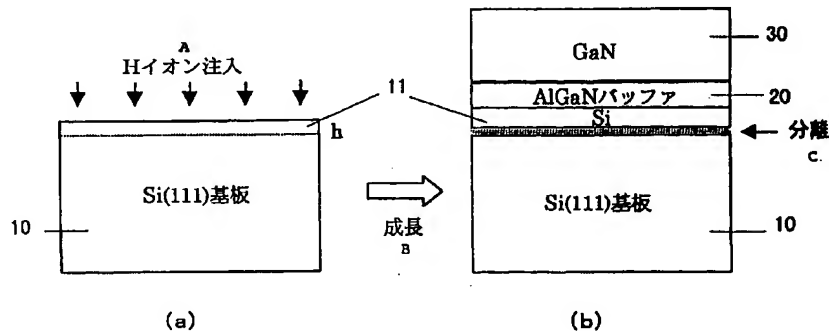 A
Hイオン注入
11
h
Si(111)基板
10
成長
B
(a)
GaN
30
AlGaNバッファ
20
Si
分離
C.
Si(111)基板
10
(b)